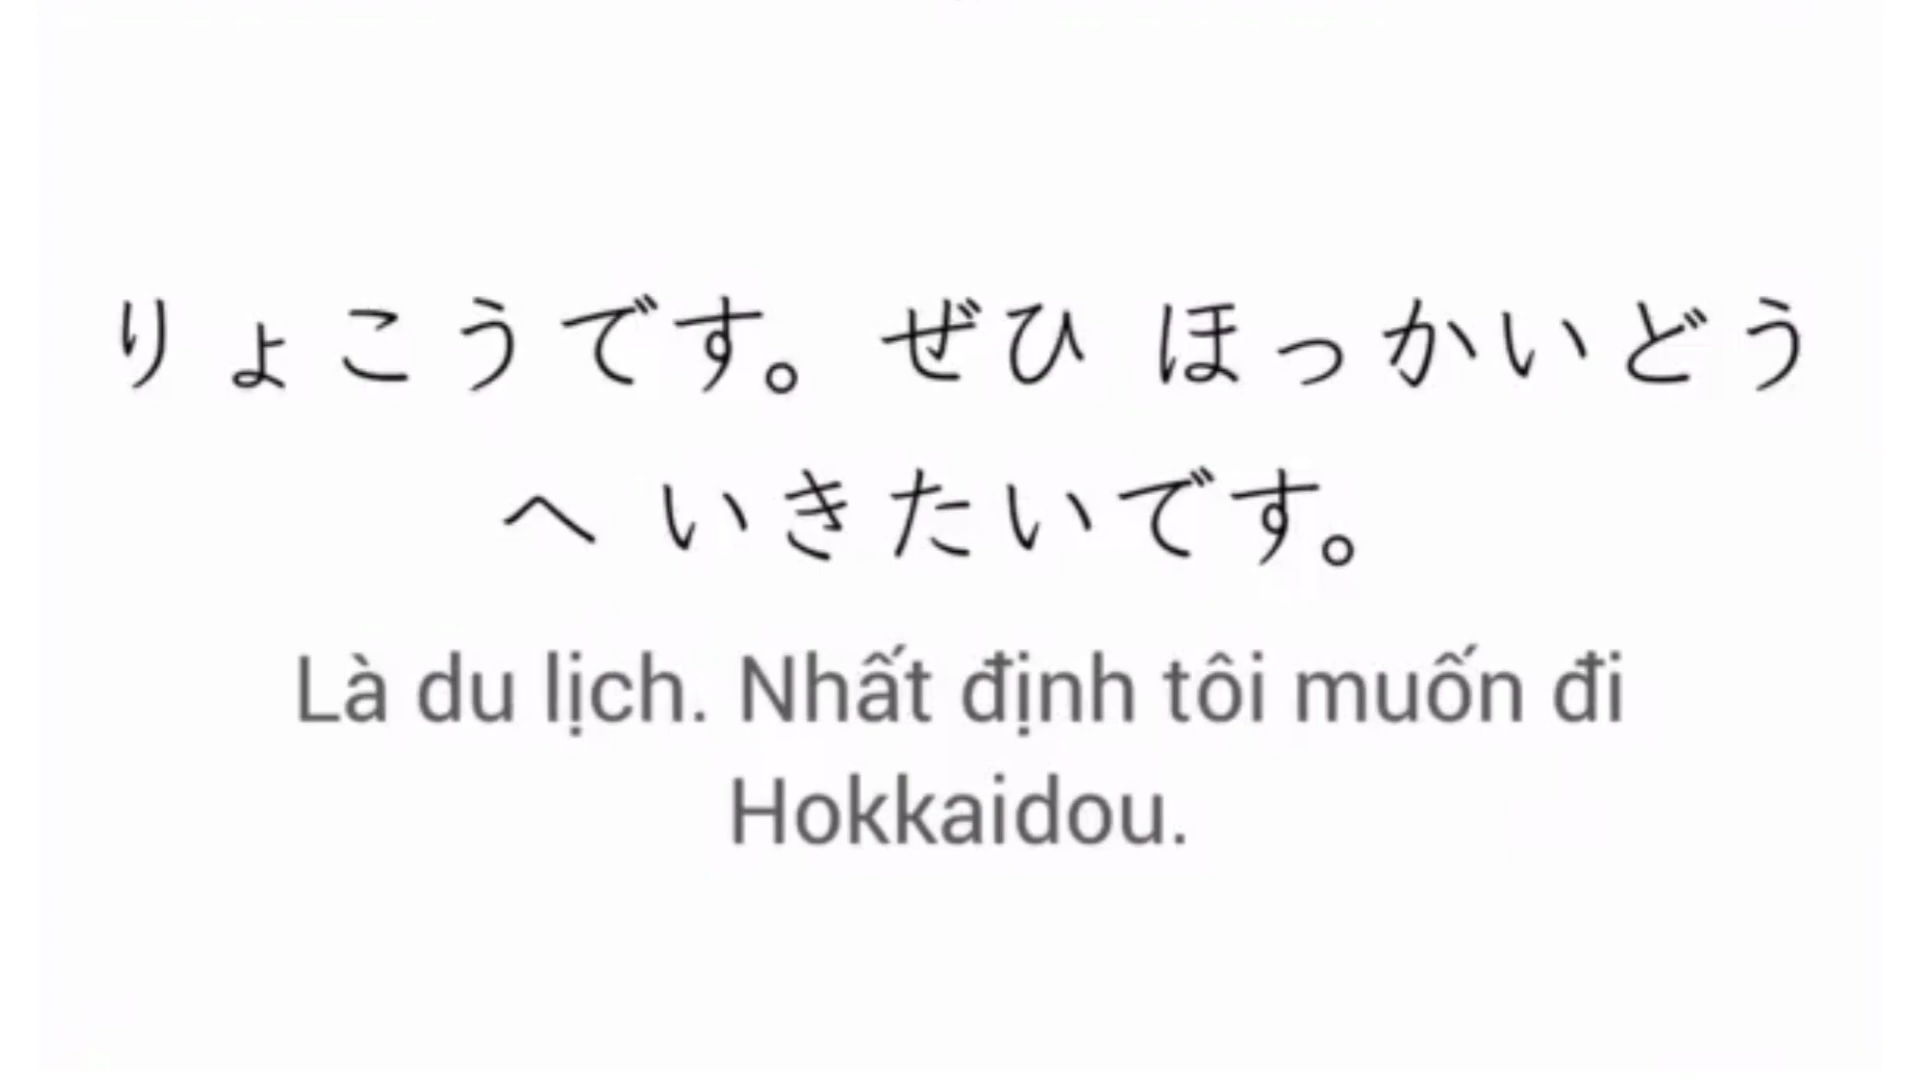 りょこうです。ぜひ ほっかいどう
へ いきたいです。
Là du lịch. Nhất định tôi muốn đi
Hokkaidou.